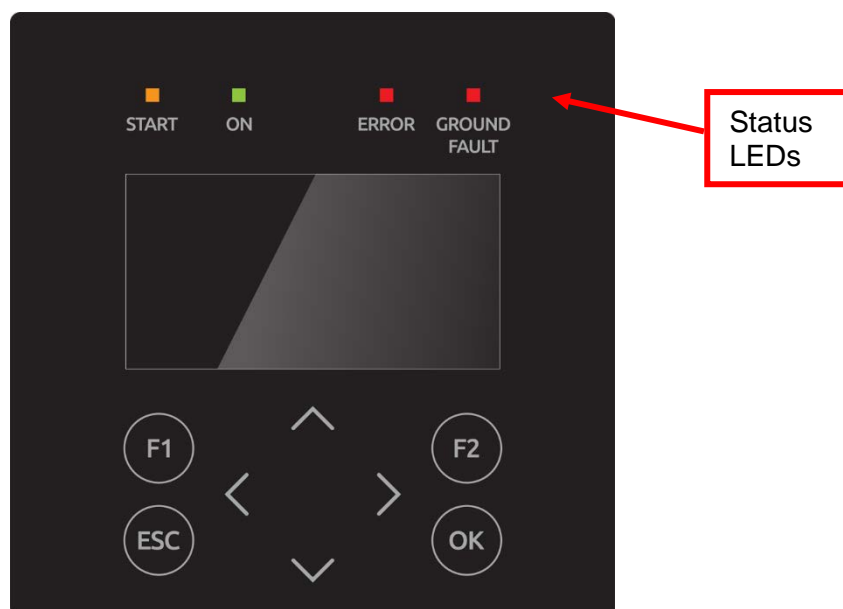 START ON ERROR GROUND
FAULT
Status
LEDs
F1 F2
ESC OK